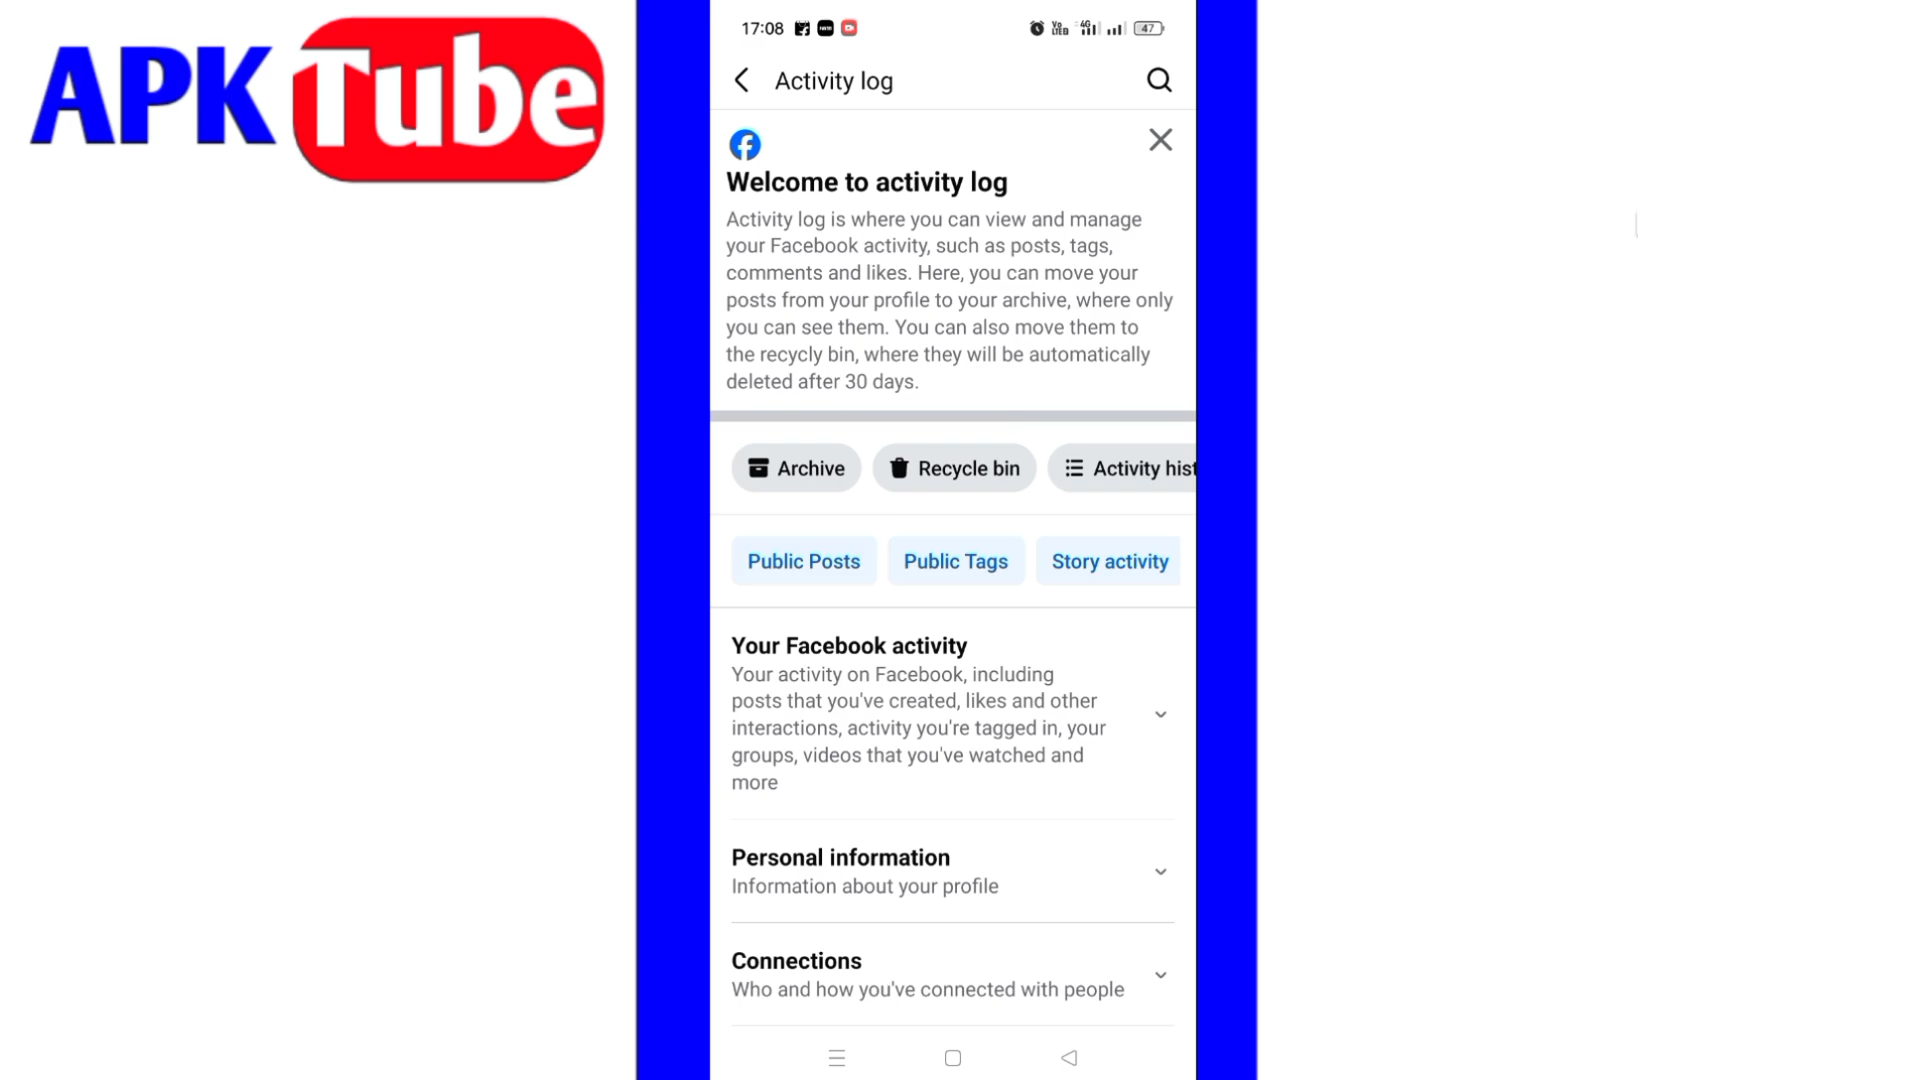 APK Tube
17:08
Vo LTE 4G 47
Activity log
Welcome to activity log
Activity log is where you can view and manage
your Facebook activity, such as posts, tags,
comments and likes. Here, you can move your
posts from your profile to your archive, where only
you can see them. You can also move them to
the recycly bin, where they will be automatically
deleted after 30 days.
Archive Recycle bin Activity hist
Public Posts Public Tags Story activity
Your Facebook activity
Your activity on Facebook, including
posts that you've created, likes and other
interactions, activity you're tagged in, your
groups, videos that you've watched and
more
Personal information
Information about your profile
Connections
Who and how you've connected with people